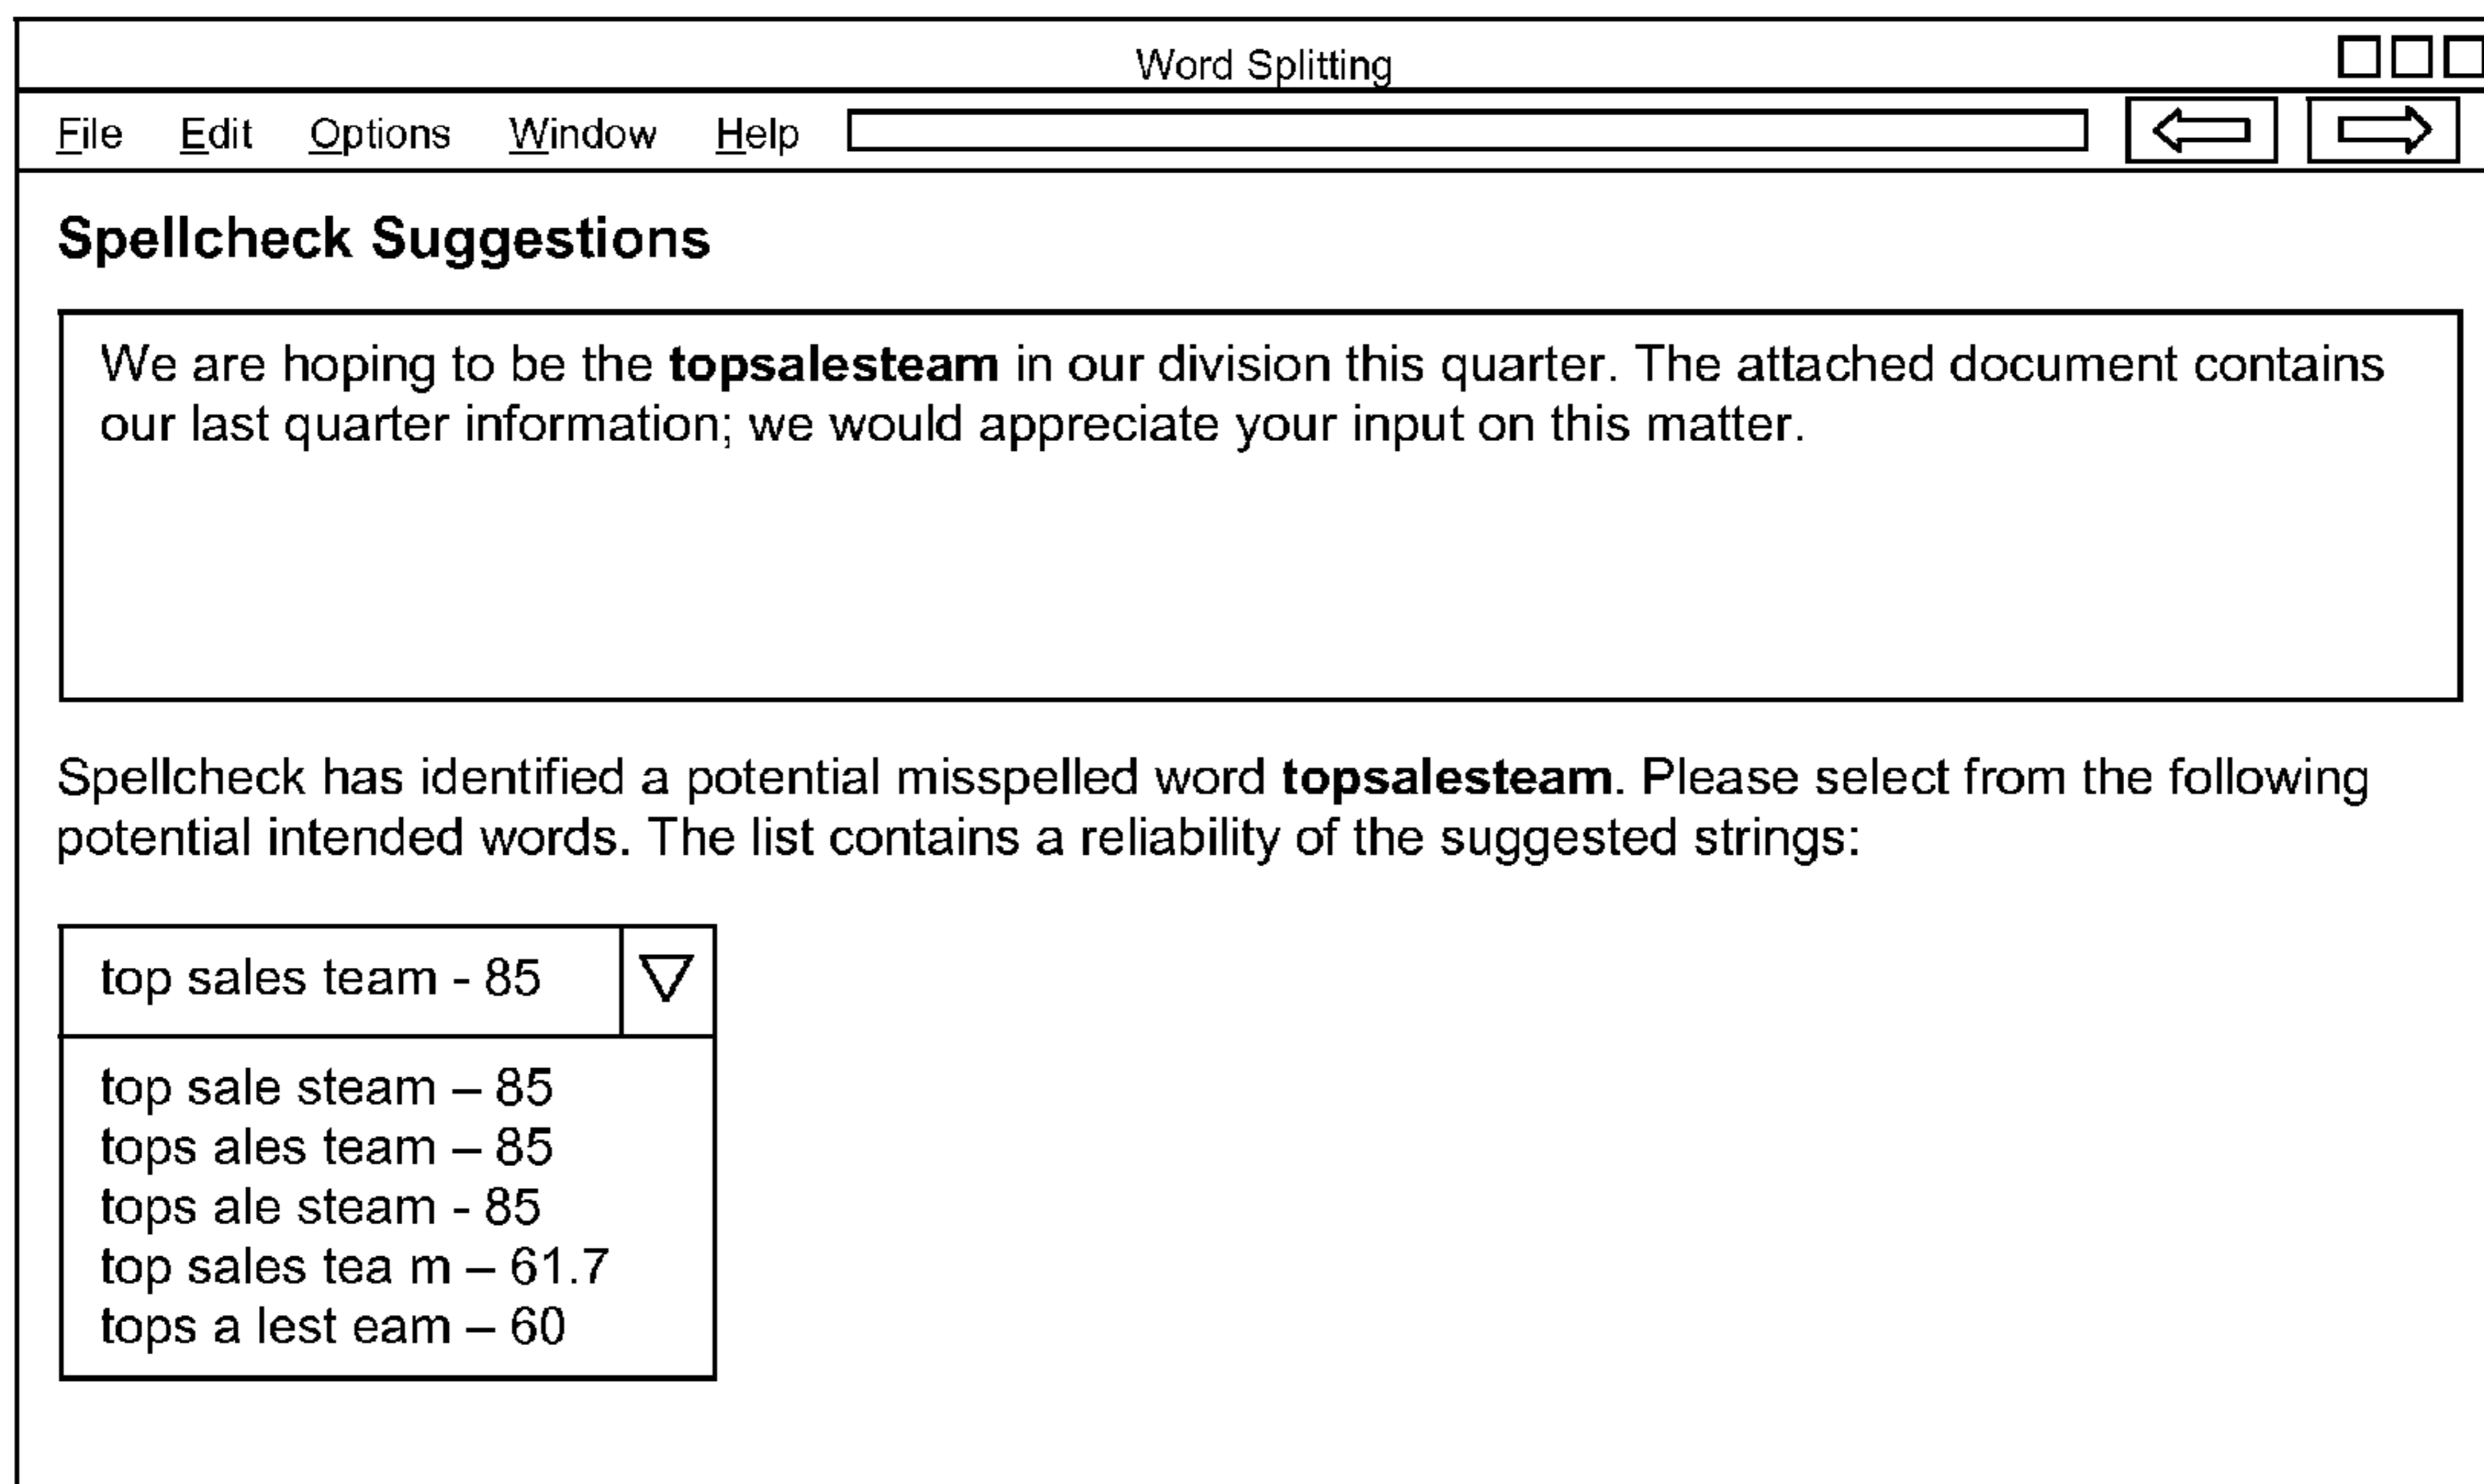 Word Splitting
File Edit Options Window Help
Spellcheck Suggestions
We are hoping to be the topsalesteam in our division this quarter. The attached document contains
our last quarter information; we would appreciate your input on this matter.
Spellcheck has identified a potential misspelled word topsalesteam. Please select from the following
potential intended words. The list contains a reliability of the suggested strings:
top sales team - 85
top sale steam – 85
tops ales team – 85
tops ale steam - 85
top sales tea m – 61.7
tops a lest eam – 60